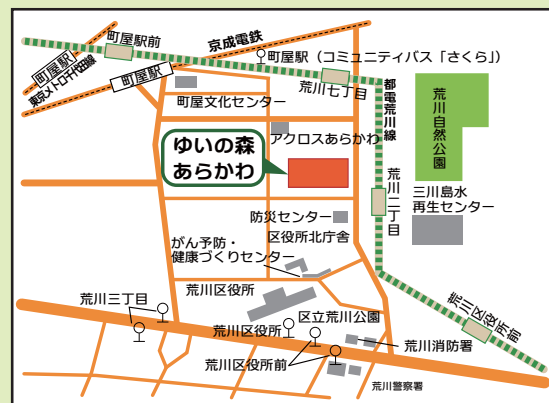 町屋駅前
京成電鉄
町屋駅
東京メトロ千代田線
町屋駅
町屋駅（コミュニティバス「さくら」）
荒川七丁目
都電荒川線
荒川自然公園
町屋文化センター
アクロスあらかわ
ゆいの森
あらかわ
荒川二丁目
三川島水
再生センター
防災センター
区役所北庁舎
がん予防・
健康づくりセンター
荒川区役所
荒川三丁目
区立荒川公園
荒川区役所
荒川区役所前
荒川消防署
荒川区役所前
荒川警察署